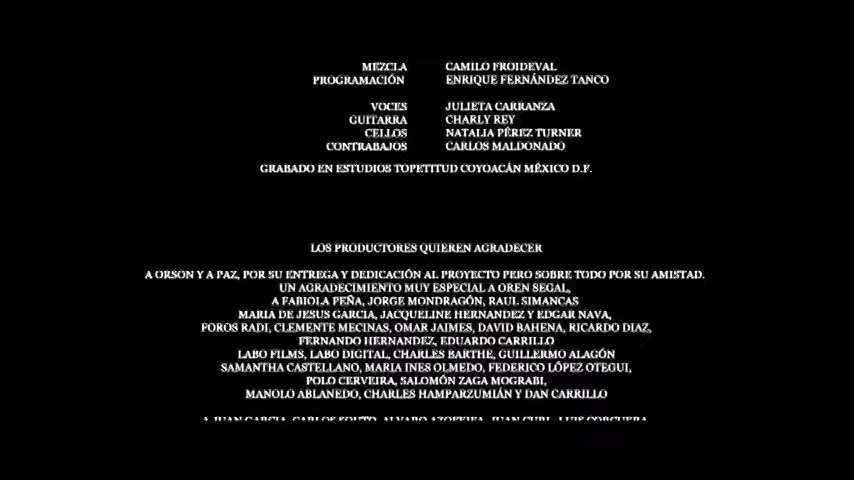 MEZCLA CAMILO FROIDEVAL
PROGRAMACIÓN ENRIQUE FERNÁNDEZ TANCO
VOCES JULIETA CARRANZA
GUITARRA CHARLY REY
CELLOS NATALIA PÉREZ TURNER
CONTRABAJOS CARLOS MALDONADO
GRABADO EN ESTUDIOS TOPETITUD COYOACÁN MÉXICO D.F.
LOS PRODUCTORES QUIEREN AGRADECER
A ORSON Y A PAZ, POR SU ENTREGA Y DEDICACIÓN AL PROYECTO PERO SOBRE TODO POR SU AMISTAD.
UN AGRADECIMIENTO MUY ESPECIAL A OREN SEGAL,
A FABIOLA PEÑA, JORGE MONDRAGÓN, RAUL SIMANCAS
MARIA DE JESUS GARCIA, JACQUELINE HERNANDEZ Y EDGAR NAVA,
FOROS RADI, CLEMENTE MECINAS, OMAR JAIMES, DAVID BAHENA, RICARDO DIAZ,
FERNANDO HERNANDEZ, EDUARDO CARRILLO
LABO FILMS, LABO DIGITAL, CHARLES BARTHE, GUILLERMO ALAGÓN
SAMANTHA CASTELLANO, MARIA INES OLMEDO, FEDERICO LÓPEZ OTEGUI,
POLO CERVEIRA, SALOMÓN ZAGA MOGRABI,
MANOLO ABLANEDO, CHARLES HAMPARZUMIÁN Y DAN CARRILLO
A JUAN GARCIA, CARLOS